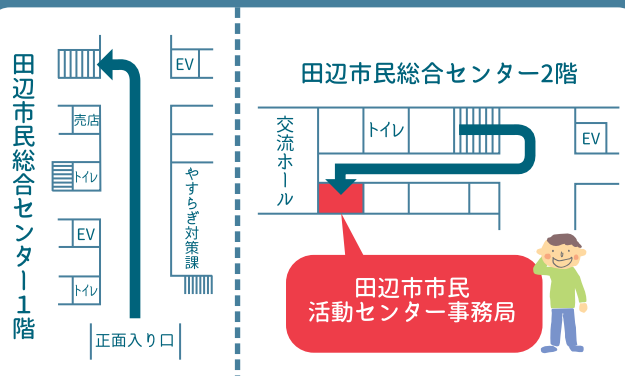 田辺市民総合センター1階
EV
売店
トイレ
EV
トイレ
やすらぎ対策課
正面入り口
田辺市民総合センター2階
交流ホール
トイレ
EV
田辺市市民
活動センター事務局